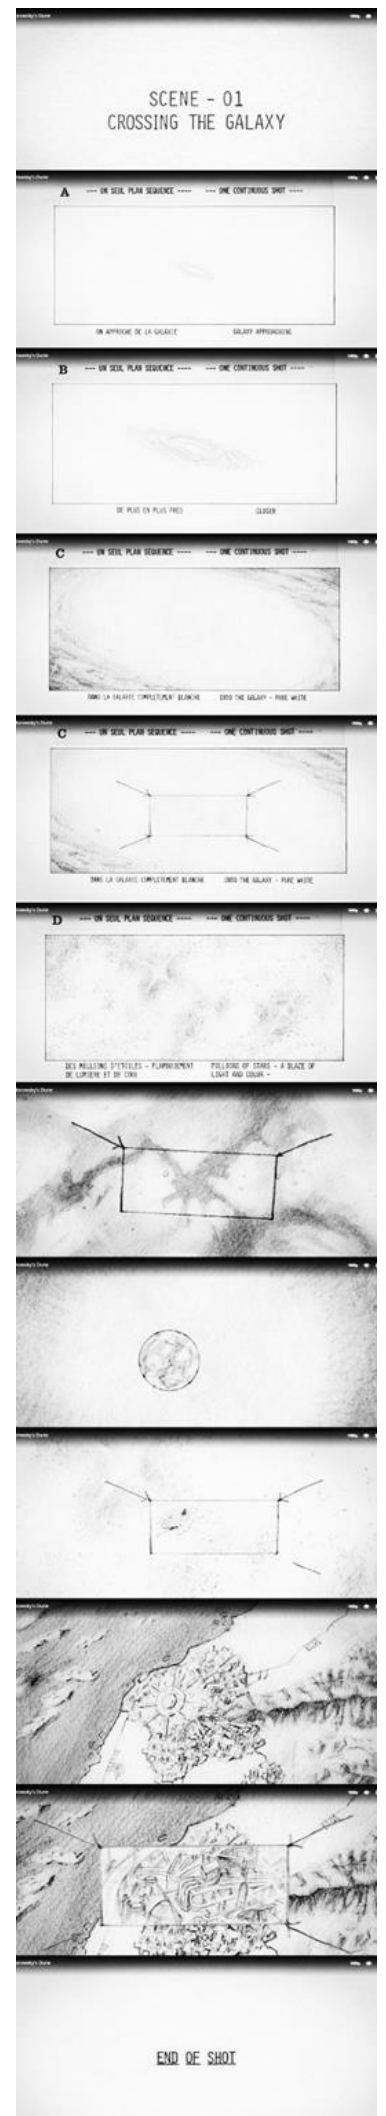 SCENE - 01
CROSSING THE GALAXY
A --- UN SEUL PLAN SEQUENCE ---- --- ONE CONTINUOUS SHOT ----
ON APPROCHE DE LA GALAXIE GALAXY APPROACHING
B --- UN SEUL PLAN SEQUENCE ---- --- ONE CONTINUOUS SHOT ----
DE PLUS EN PLUS PRES CLOSER
C --- UN SEUL PLAN SEQUENCE ---- --- ONE CONTINUOUS SHOT ----
DANS LA GALAXIE COMPLETEMENT BLANCHE INTO THE GALAXY - PURE WHITE
C --- UN SEUL PLAN SEQUENCE ---- --- ONE CONTINUOUS SHOT ----
DANS LA GALAXIE COMPLETEMENT BLANCHE INTO THE GALAXY - PURE WHITE
D --- UN SEUL PLAN SEQUENCE ---- --- ONE CONTINUOUS SHOT ----
DES MILLIONS D'ETOILES - MILLIONS OF STARS - A BLAZE OF
DE LUMIERE ET DE LIGHT AND COLOR -
END OF SHOT